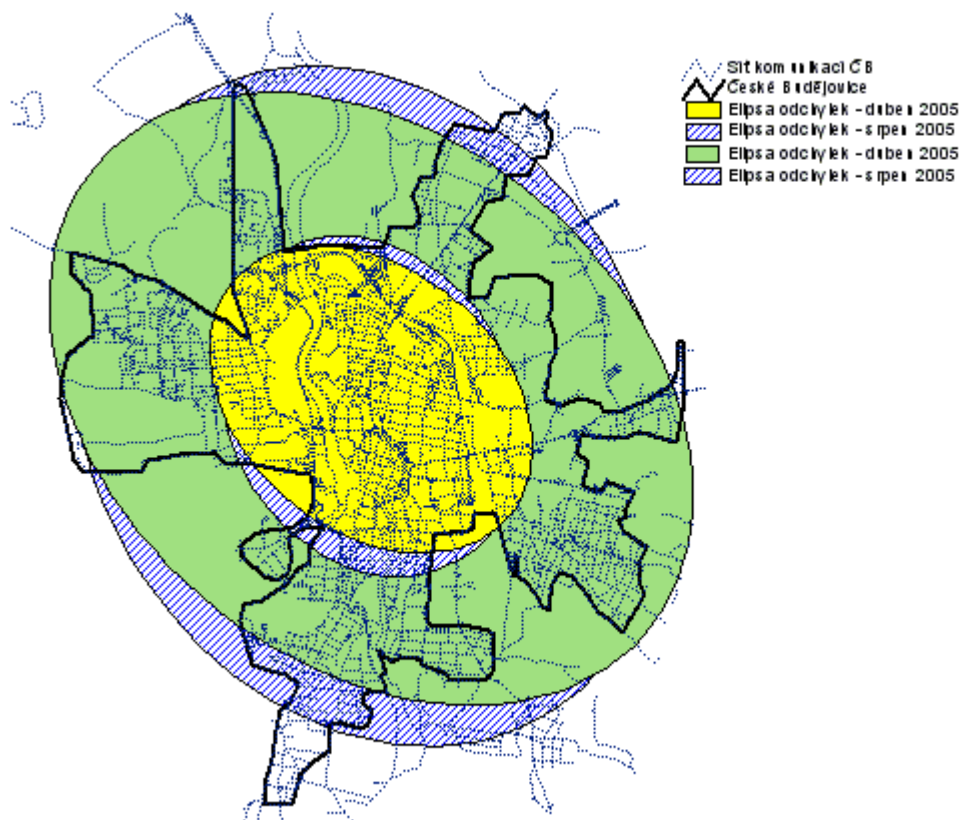 Síť komunikací ČB
České Budějovice
Elipsa odchylek - duben 2005
Elipsa odchylek - srpen 2005
Elipsa odchylek - duben 2005
Elipsa odchylek - srpen 2005